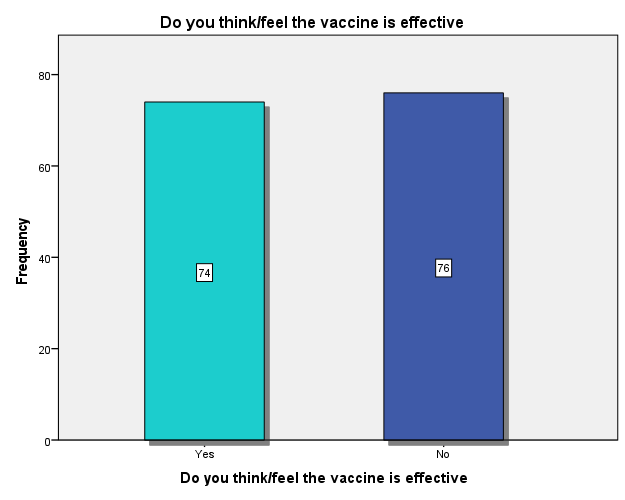 Do you think/feel the vaccine is effective
80
60
40
20
0
Frequency
74
76
Yes
No
Do you think/feel the vaccine is effective